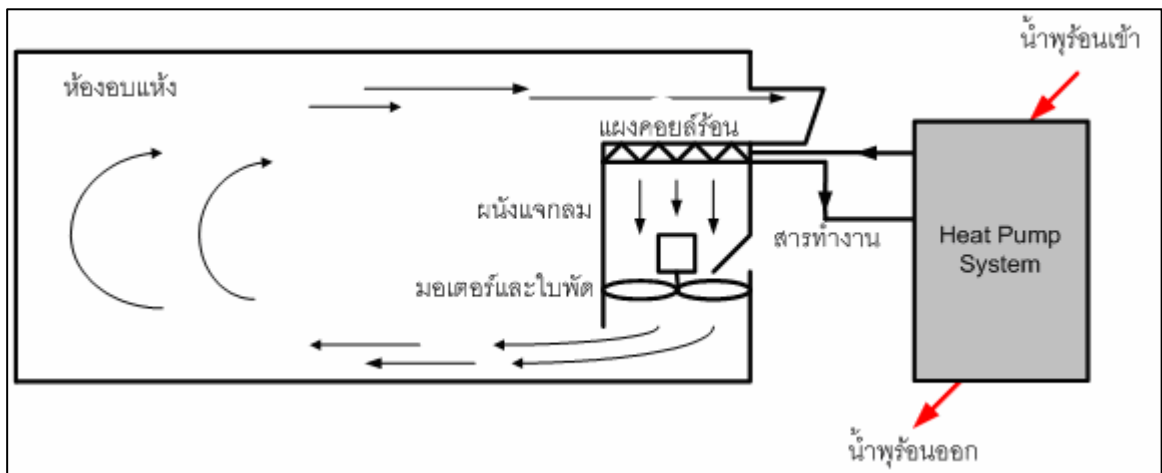 น้ำพุร้อนเข้า
ห้องอบแห้ง
แผงคอยล์ร้อน
ผนังแจกลม
สารทำงาน
Heat Pump
System
มอเตอร์และใบพัด
น้ำพุร้อนออก